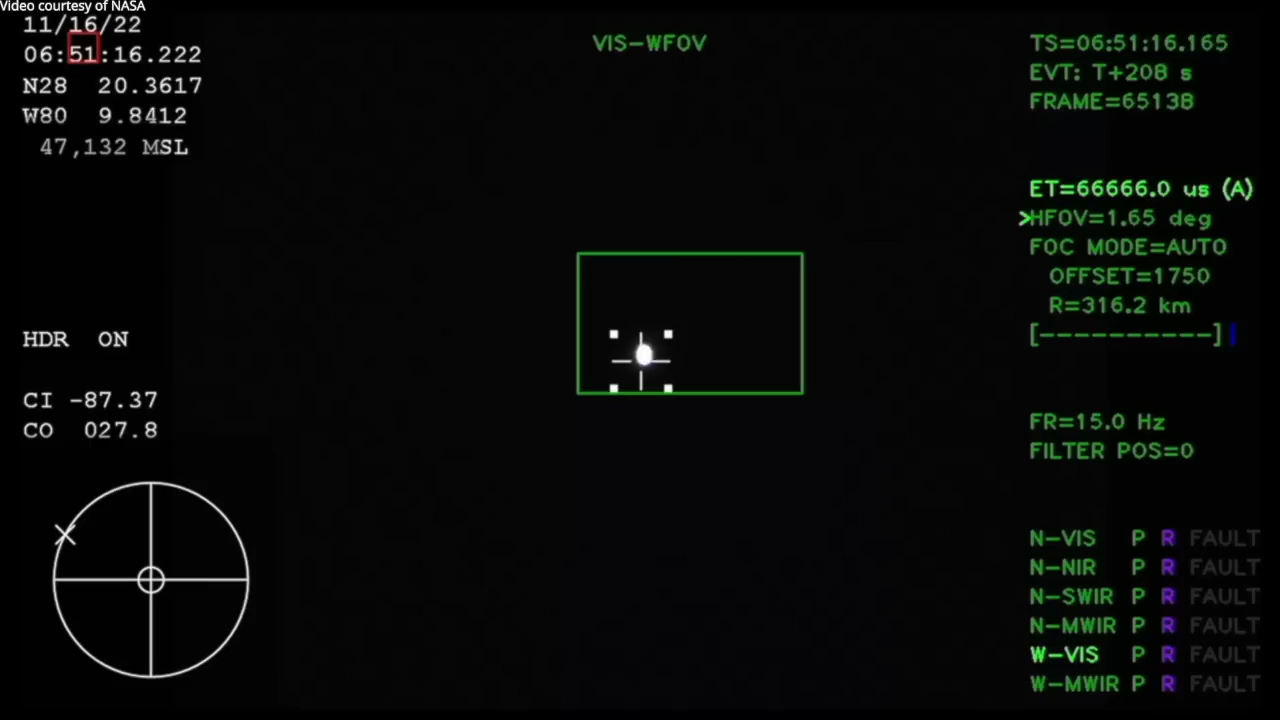 Video courtesy of NASA
11/16/22
06:51:16.222
N28 20.3617
W80 9.8412
47,132 MSL
HDR ON
CI -87.37
CO 027.8
VIS-WFOV
TS=06:51:16.165
EVT: T+208 s
FRAME=65138
ET=66666.0 us (A)
>HFOV=1.65 deg
FOC MODE=AUTO
OFFSET=1750
R=316.2 km
[----------]
FR=15.0 Hz
FILTER POS=0
N-VIS P R FAULT
N-NIR P R FAULT
N-SWIR P R FAULT
N-MWIR P R FAULT
W-VIS P R FAULT
W-MWIR P R FAULT